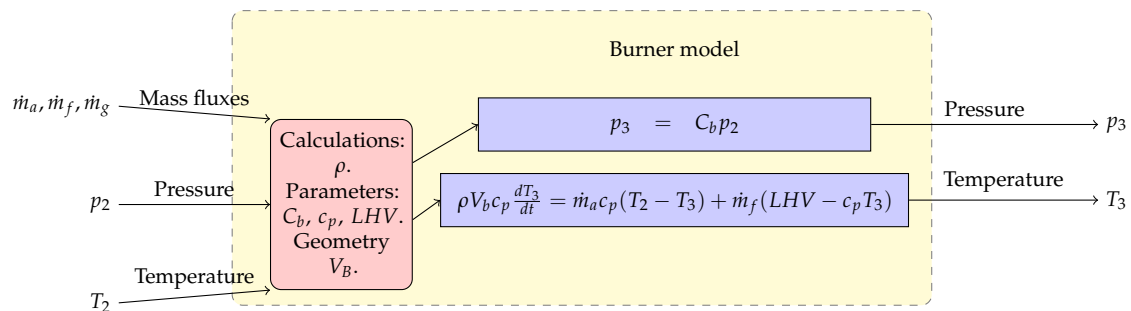 Burner model
ṁ_a, ṁ_f, ṁ_g
Mass fluxes
p_2
Pressure
T_2
Temperature
Calculations:
ρ.
Parameters:
C_b, c_p, LHV.
Geometry
V_B.
p_3 = C_b p_2
ρV_b c_p dT_3/dt = ṁ_a c_p(T_2 − T_3) + ṁ_f(LHV − c_p T_3)
Pressure
p_3
Temperature
T_3